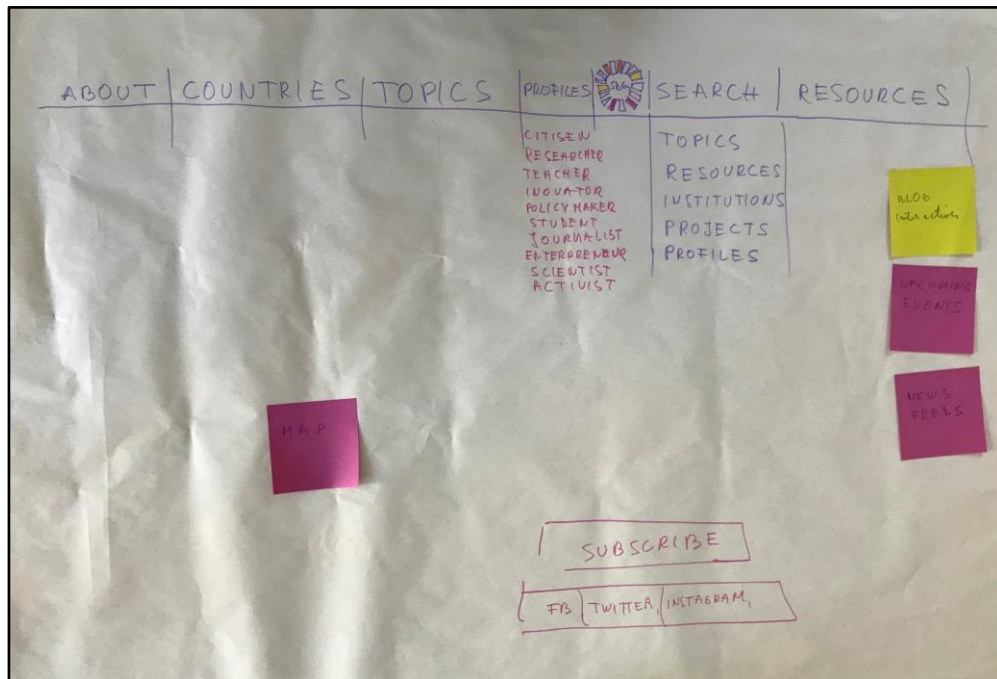 ABOUT COUNTRIES TOPICS PROFILES SDG SEARCH RESOURCES
CITISEN
RESEARCHER
TEACHER
INOVATOR
POLICY MAKER
STUDENT
JOURNALIST
ENTERPRENEUR
SCIENTIST
ACTIVIST
TOPICS
RESOURCES
INSTITUTIONS
PROJECTS
PROFILES
BLOG
interaction
UPCOMING
EVENTS
NEWS
FEEDS
MAP
SUBSCRIBE
FB TWITTER, INSTAGRAM,